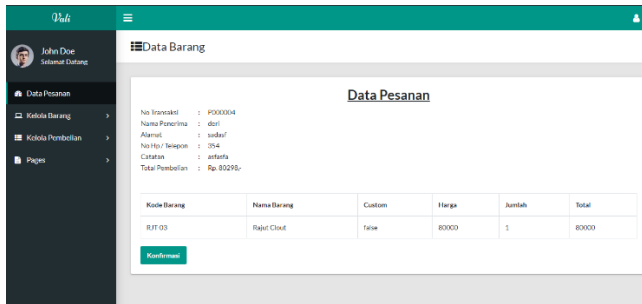 Vali
John Doe
Selamat Datang
Data Barang
Data Pesanan
Kelola Barang
Kelola Pembelian
Pages
Data Pesanan
No Transaksi : P000004
Nama Penerima : deri
Alamat : sadasf
No Hp / Telepon : 354
Catatan : asfasfa
Total Pembelian : Rp. 80298,-
Kode Barang Nama Barang Custom Harga Jumlah Total
RJT-03 Rajut Clout false 80000 1 80000
Konfirmasi